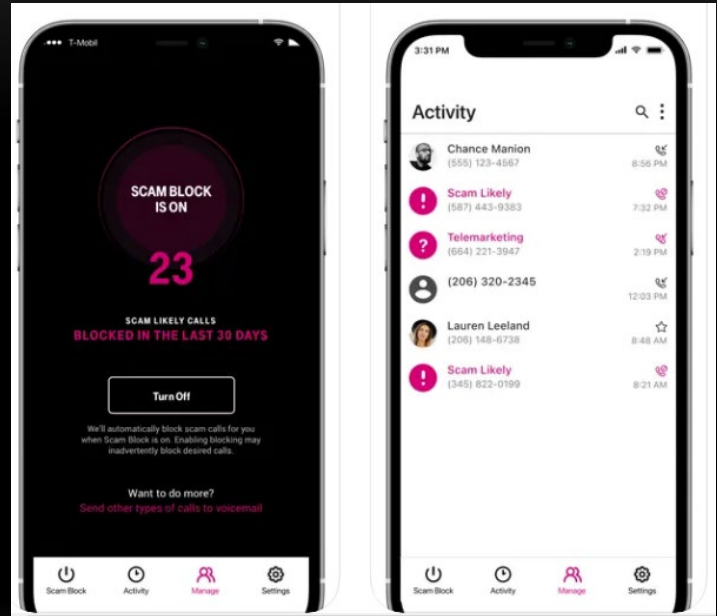 T-Mobil
SCAM BLOCK
IS ON
23
SCAM LIKELY CALLS
BLOCKED IN THE LAST 30 DAYS
Turn Off
We'll automatically block scam calls for you
when Scam Block is on. Enabling blocking may
inadvertently block desired calls.
Want to do more?
Send other types of calls to voicemail
Scam Block Activity Manage Settings
3:31 PM
Activity
Chance Manion
(555) 123-4567 8:56 PM
Scam Likely
(587) 443-9383 7:32 PM
Telemarketing
(664) 221-3947 2:19 PM
(206) 320-2345
12:03 PM
Lauren Leeland
(206) 148-6738 8:48 AM
Scam Likely
(345) 822-0199 8:21 AM
Scam Block Activity Manage Settings